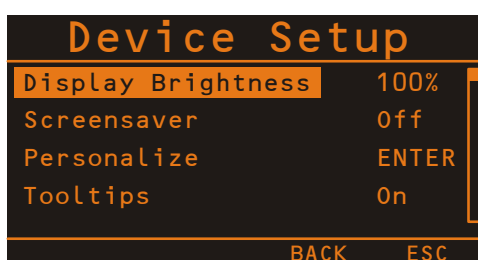 Device Setup
Display Brightness 100%
Screensaver Off
Personalize ENTER
Tooltips On
BACK ESC